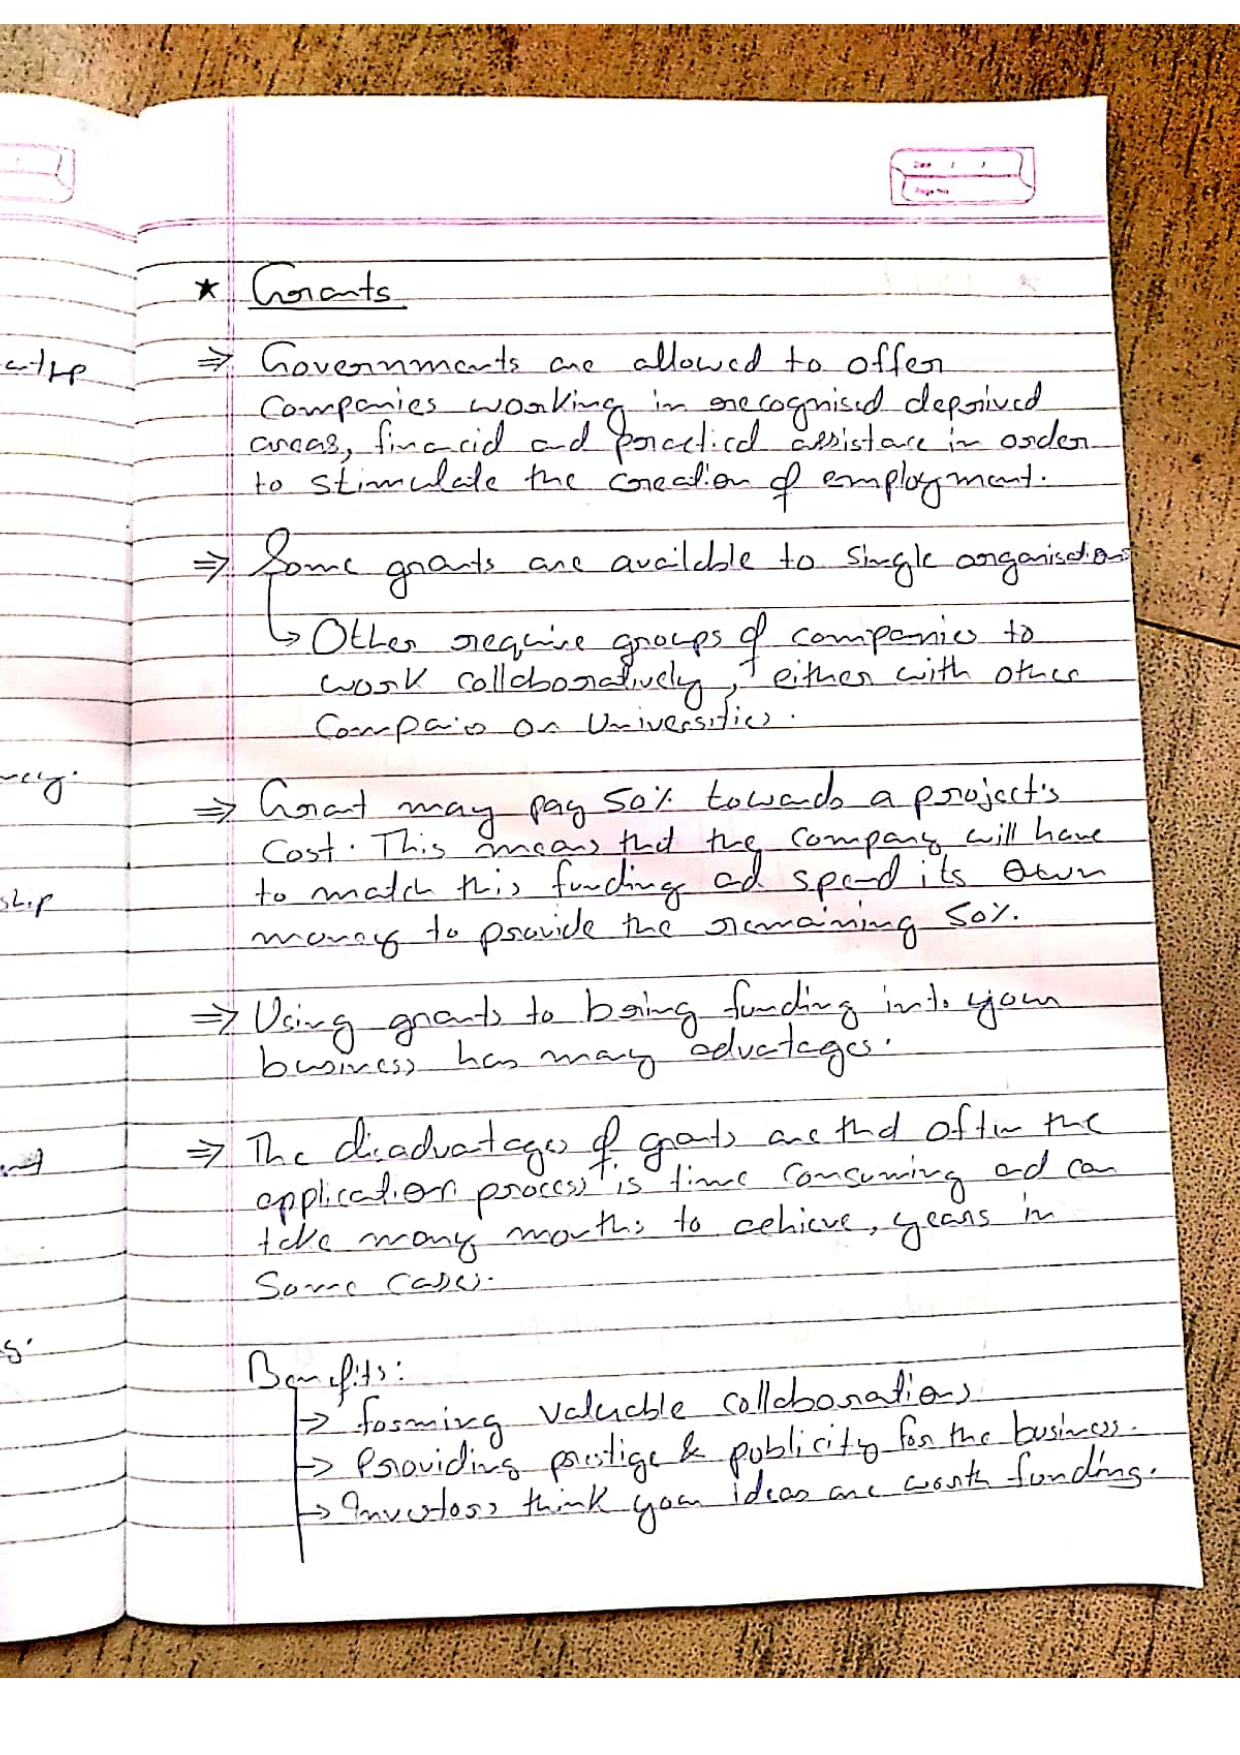 Date / /
Page No.
★ Grants
⇒ Governments are allowed to offer
companies working in recognised deprived
areas, financial and practical assistance in order
to stimulate the creation of employment.
⇒ Some grants are available to single organisations
↳ Other require groups of companies to
work collaboratively, either with other
Companies or Universities.
⇒ Grant may pay 50% towards a project's
Cost. This means that the company will have
to match this funding and spend its own
money to provide the remaining 50%.
⇒ Using grants to bring funding into your
business has many advantages.
⇒ The disadvantages of grants are that often the
application process is time consuming and can
take many months to achieve, years in
Some cases.
Benefits:
→ forming valuable collaborations
→ Providing prestige & publicity for the business.
→ Investors think your ideas are worth funding.